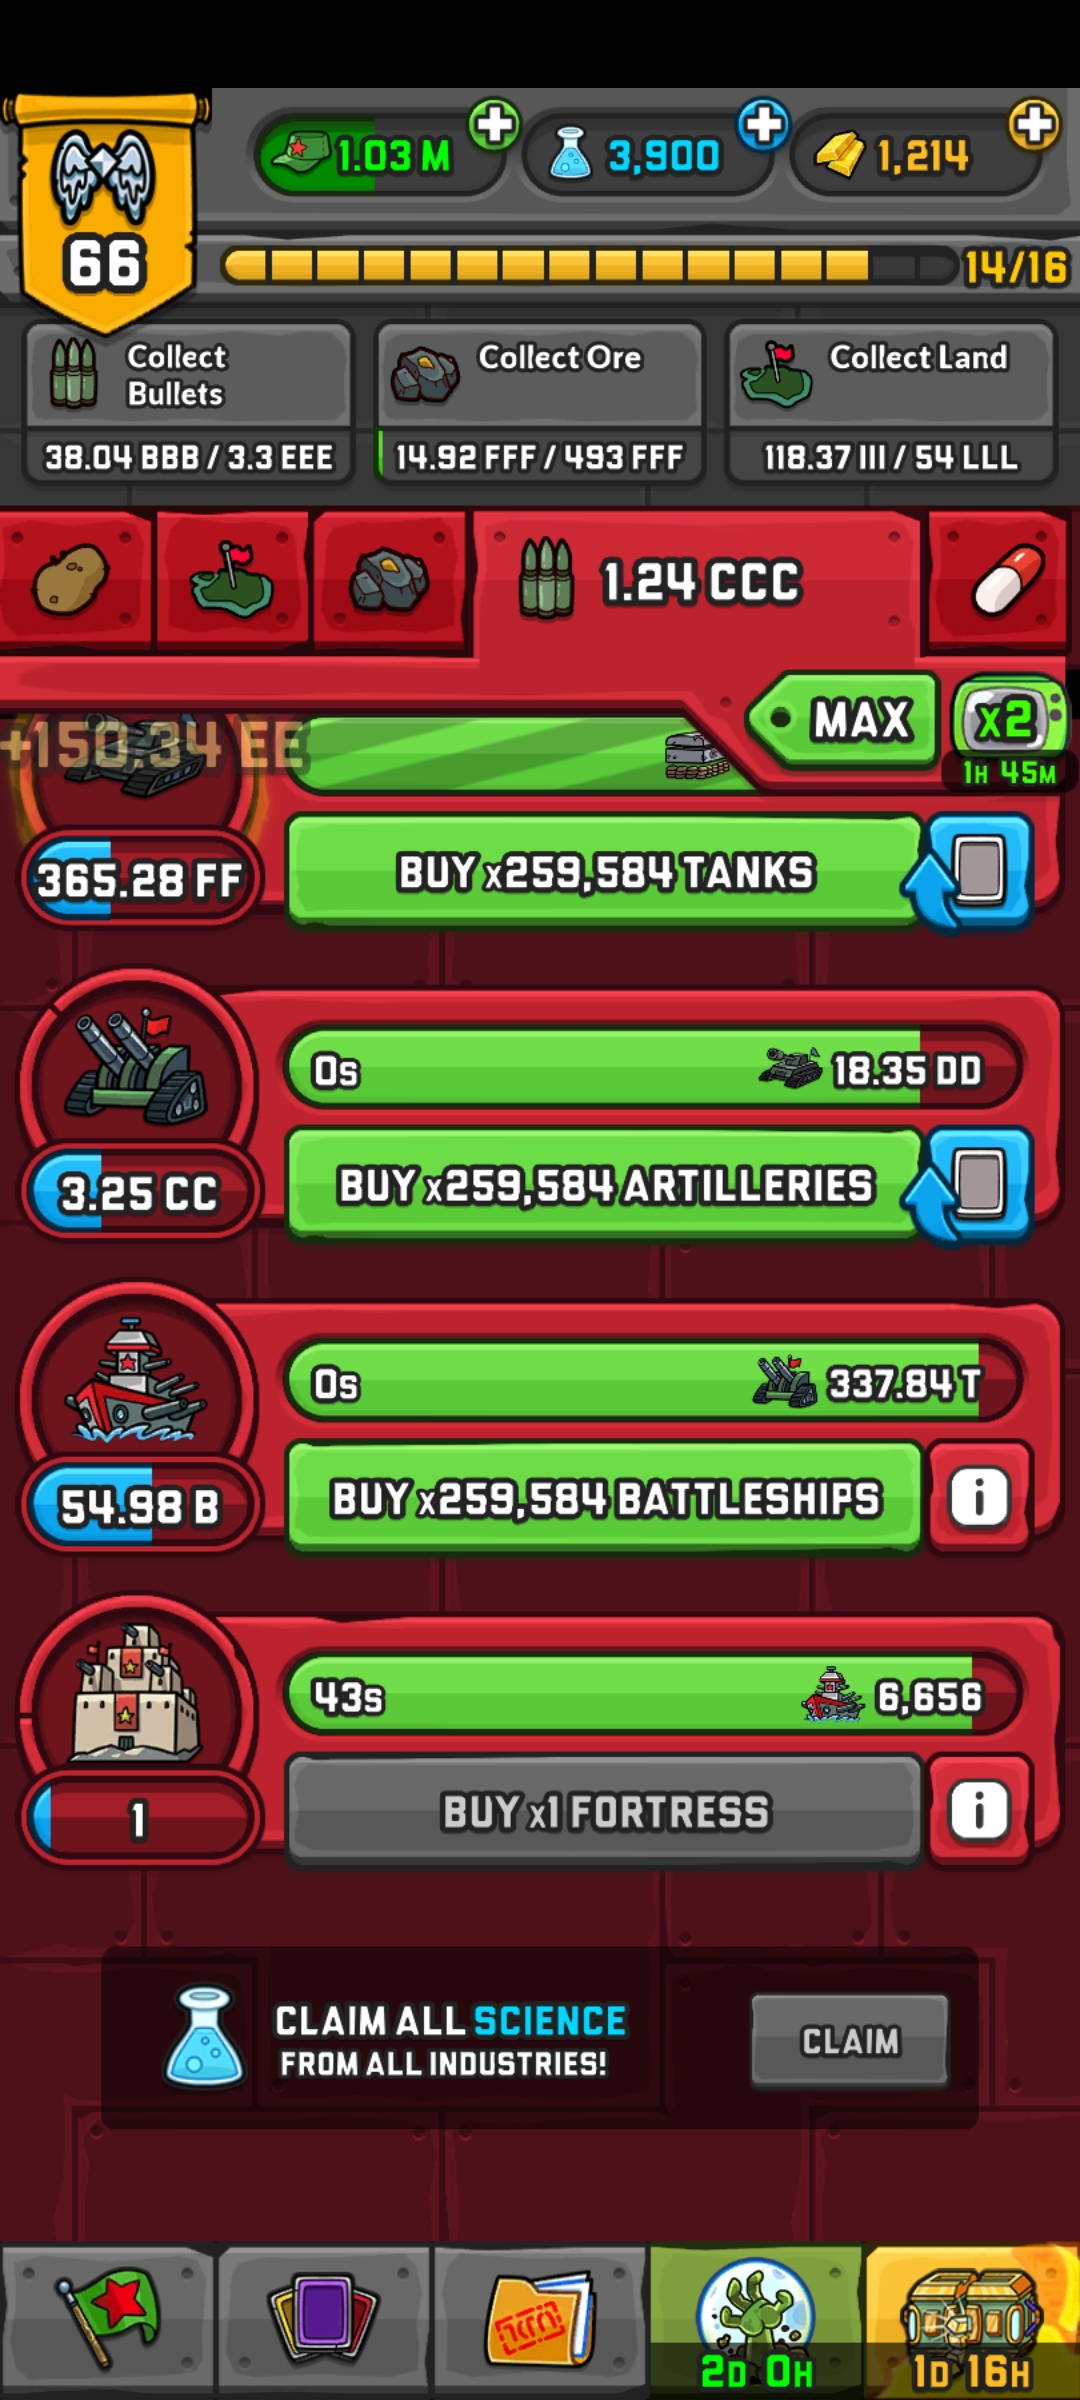 1.03 M
3,900
1,214
66
14/16
Collect
Bullets
Collect Ore
Collect Land
38.04 BBB / 3.3 EEE
14.92 FFF / 493 FFF
118.37 III / 54 LLL
1.24 CCC
MAX
x2
1H 45M
+150.34 EE
365.28 FF
BUY x259,584 TANKS
0s
18.35 DD
3.25 CC
BUY x259,584 ARTILLERIES
0s
337.84 T
54.98 B
BUY x259,584 BATTLESHIPS
i
43s
6,656
1
BUY x1 FORTRESS
i
CLAIM ALL SCIENCE
FROM ALL INDUSTRIES!
CLAIM
2D 0H
1D 16H